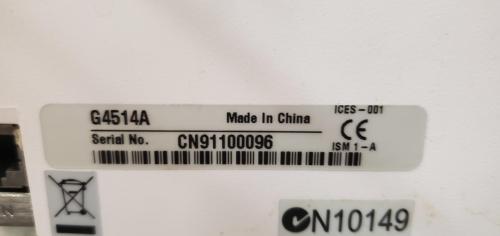 G4514A Made In China ICES-001
Serial No. CN91100096 CE
ISM 1-A
N10149